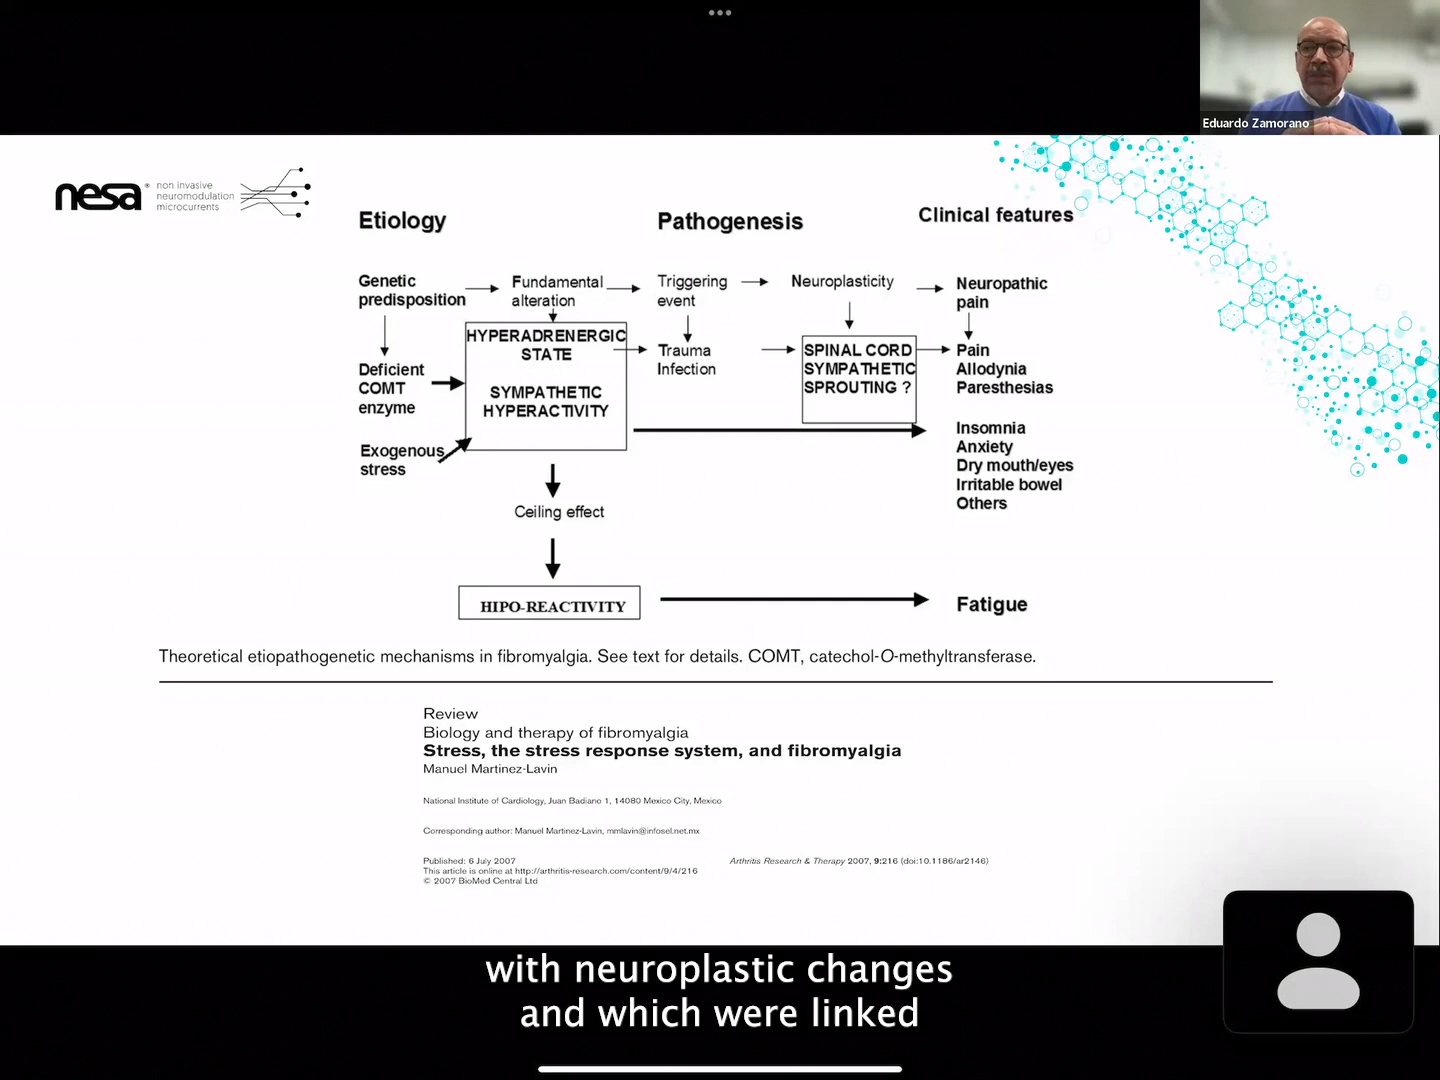 Eduardo Zamorano
nesa®
non invasive
neuromodulation
microcurrents
Etiology
Pathogenesis
Clinical features
Genetic
predisposition
Fundamental
alteration
Triggering
event
Neuroplasticity
Neuropathic
pain
Deficient
COMT
enzyme
HYPERADRENERGIC
STATE
SYMPATHETIC
HYPERACTIVITY
Trauma
Infection
SPINAL CORD
SYMPATHETIC
SPROUTING ?
Pain
Allodynia
Paresthesias
Exogenous
stress
Insomnia
Anxiety
Dry mouth/eyes
Irritable bowel
Others
Ceiling effect
HIPO-REACTIVITY
Fatigue
Theoretical etiopathogenetic mechanisms in fibromyalgia. See text for details. COMT, catechol-O-methyltransferase.
Review
Biology and therapy of fibromyalgia
Stress, the stress response system, and fibromyalgia
Manuel Martinez-Lavin
National Institute of Cardiology, Juan Badiano 1, 14080 Mexico City, Mexico
Corresponding author: Manuel Martinez-Lavin, mmlavin@infosel.net.mx
Published: 6 July 2007
Arthritis Research & Therapy 2007, 9:216 (doi:10.1186/ar2146)
This article is online at http://arthritis-research.com/content/9/4/216
© 2007 BioMed Central Ltd
with neuroplastic changes
and which were linked